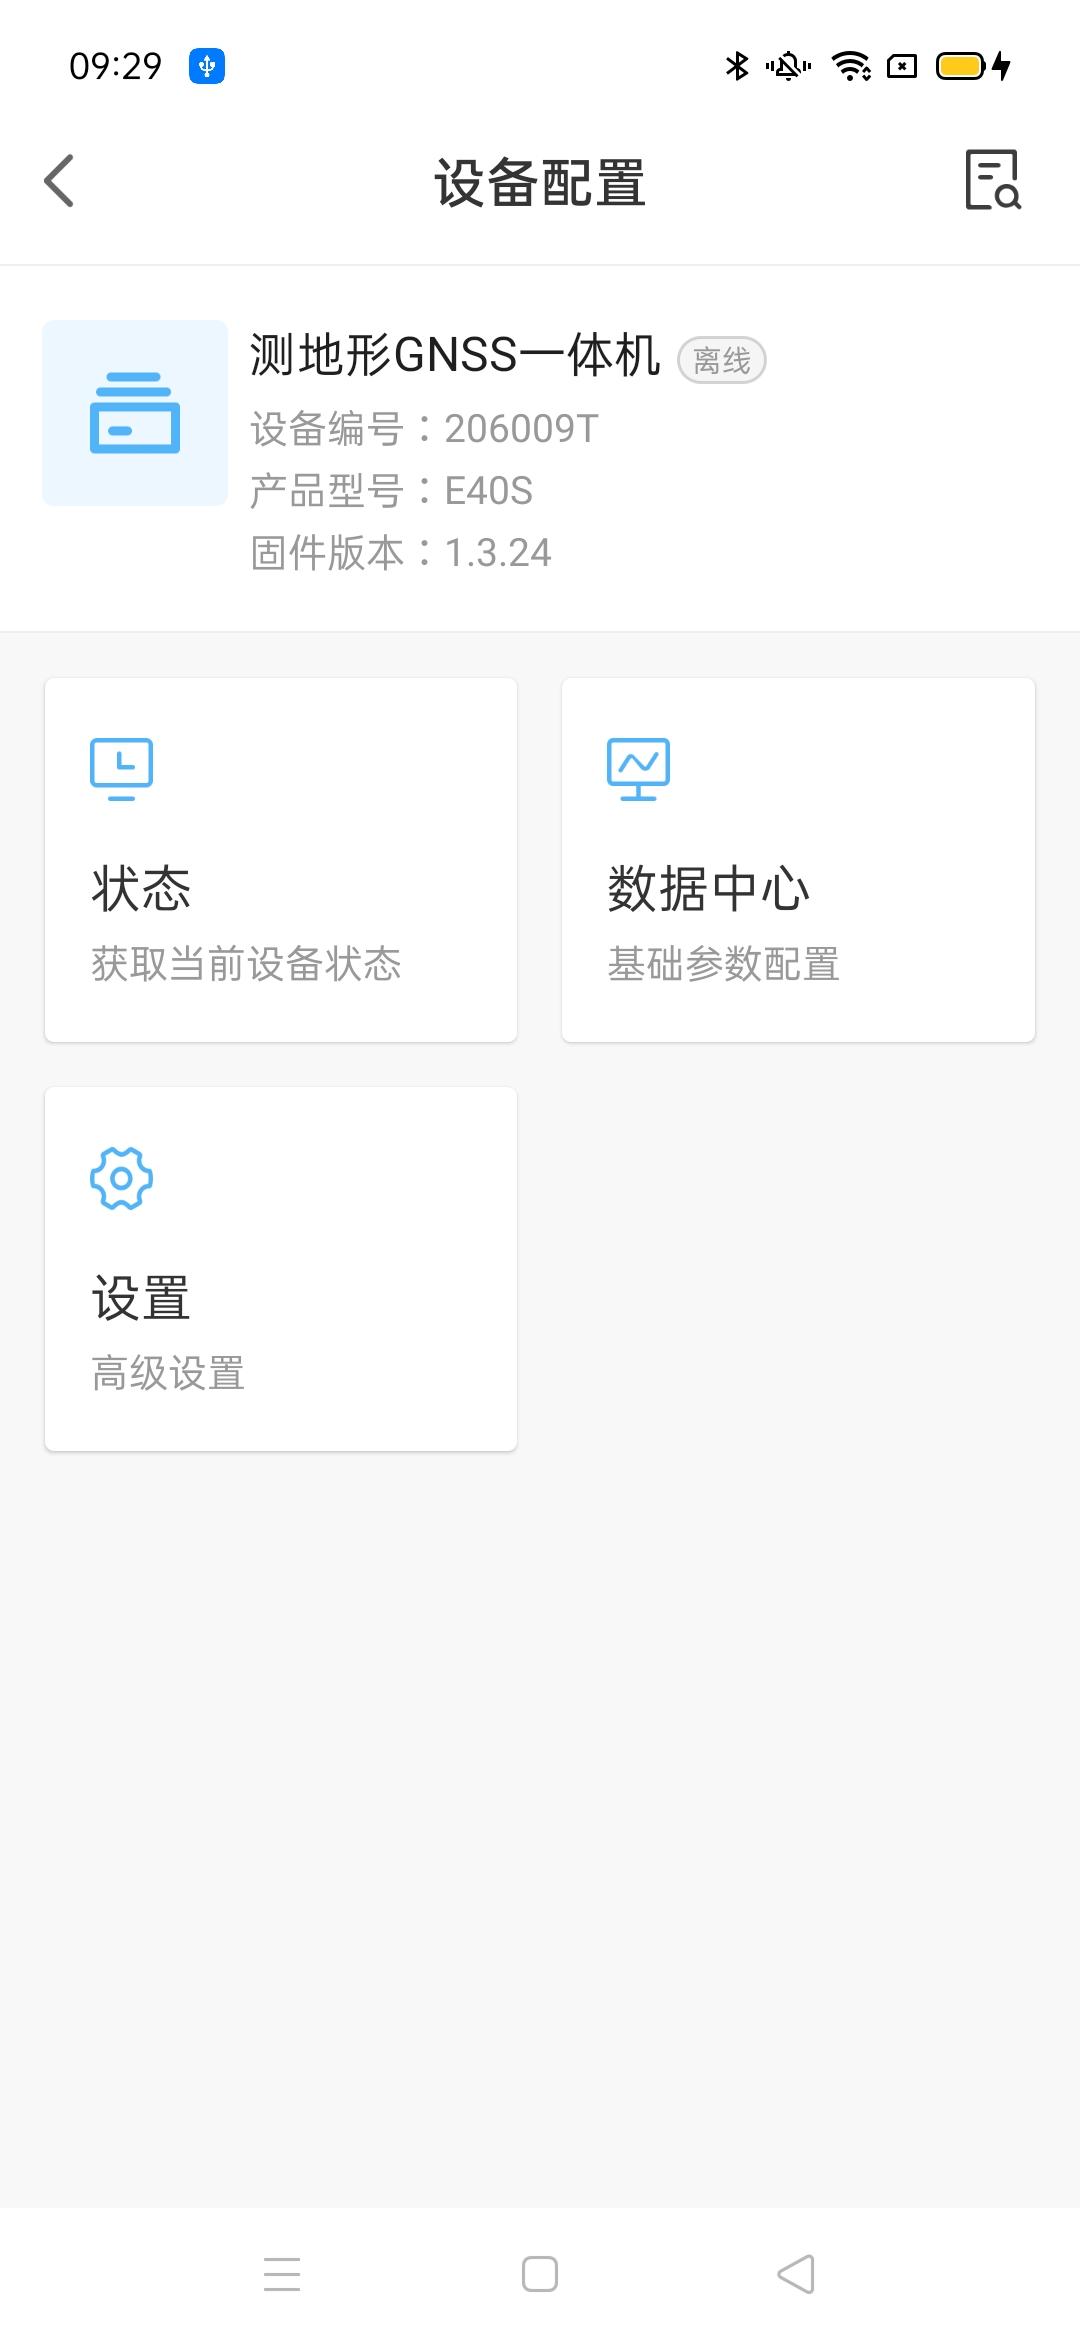 09:29
设备配置
测地形GNSS一体机 离线
设备编号：206009T
产品型号：E40S
固件版本：1.3.24
状态
获取当前设备状态
数据中心
基础参数配置
设置
高级设置